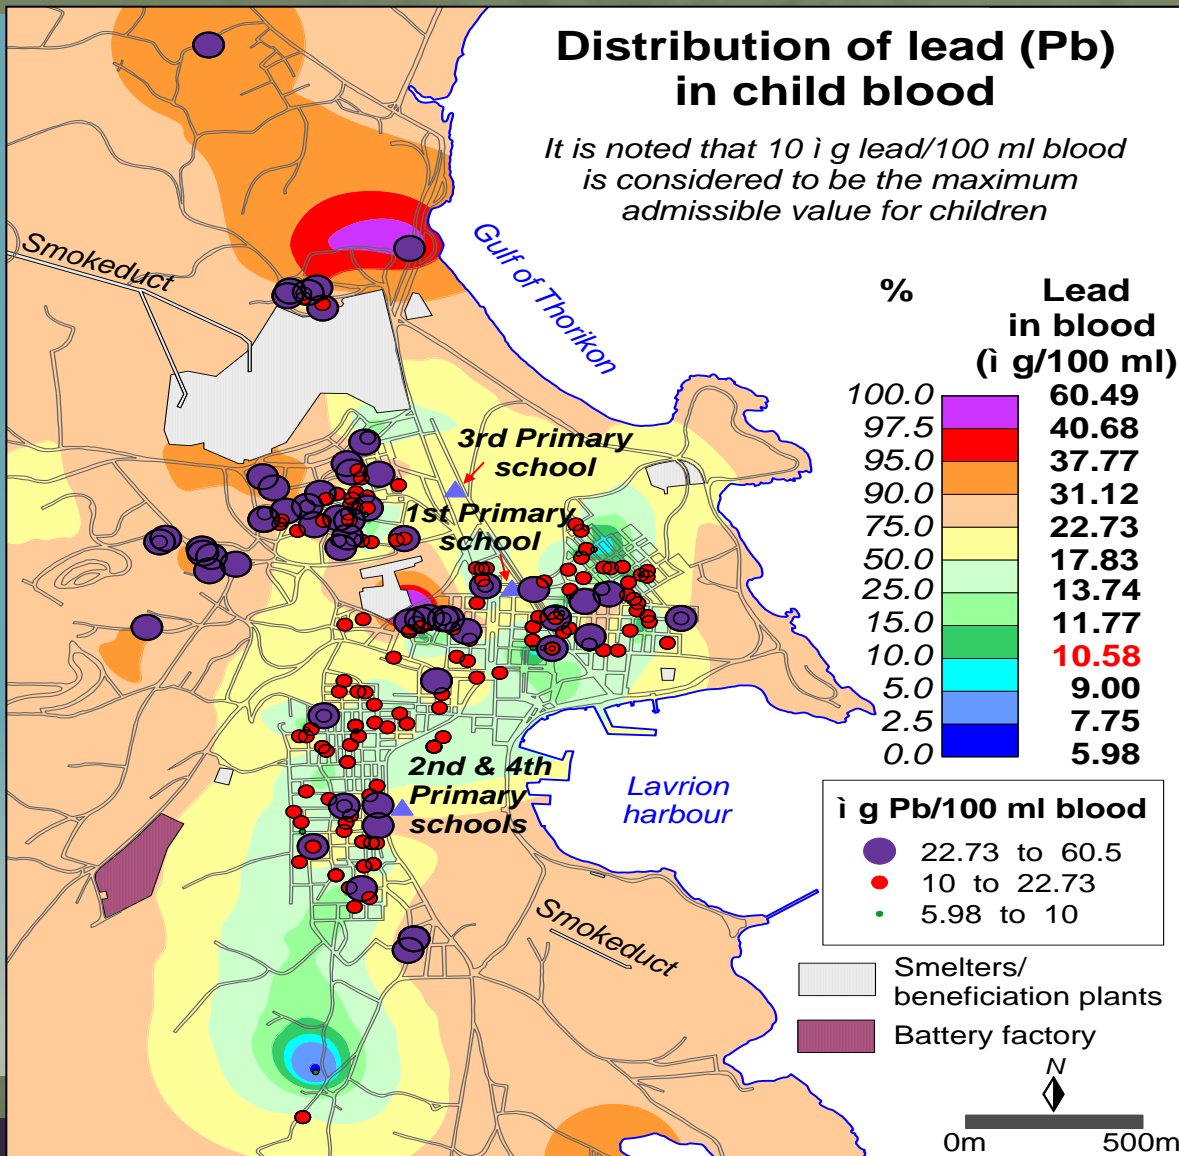 Distribution of lead (Pb)
in child blood
It is noted that 10 ì g lead/100 ml blood
is considered to be the maximum
admissible value for children
Smokeduct
Gulf of Thorikon
% Lead
in blood
(ì g/100 ml)
100.0 60.49
97.5 40.68
95.0 37.77
90.0 31.12
75.0 22.73
50.0 17.83
25.0 13.74
15.0 11.77
10.0 10.58
5.0 9.00
2.5 7.75
0.0 5.98
3rd Primary
school
1st Primary
school
2nd & 4th
Primary
schools
Lavrion
harbour
Smokeduct
ì g Pb/100 ml blood
22.73 to 60.5
10 to 22.73
5.98 to 10
Smelters/
beneficiation plants
Battery factory
N
0m 500m